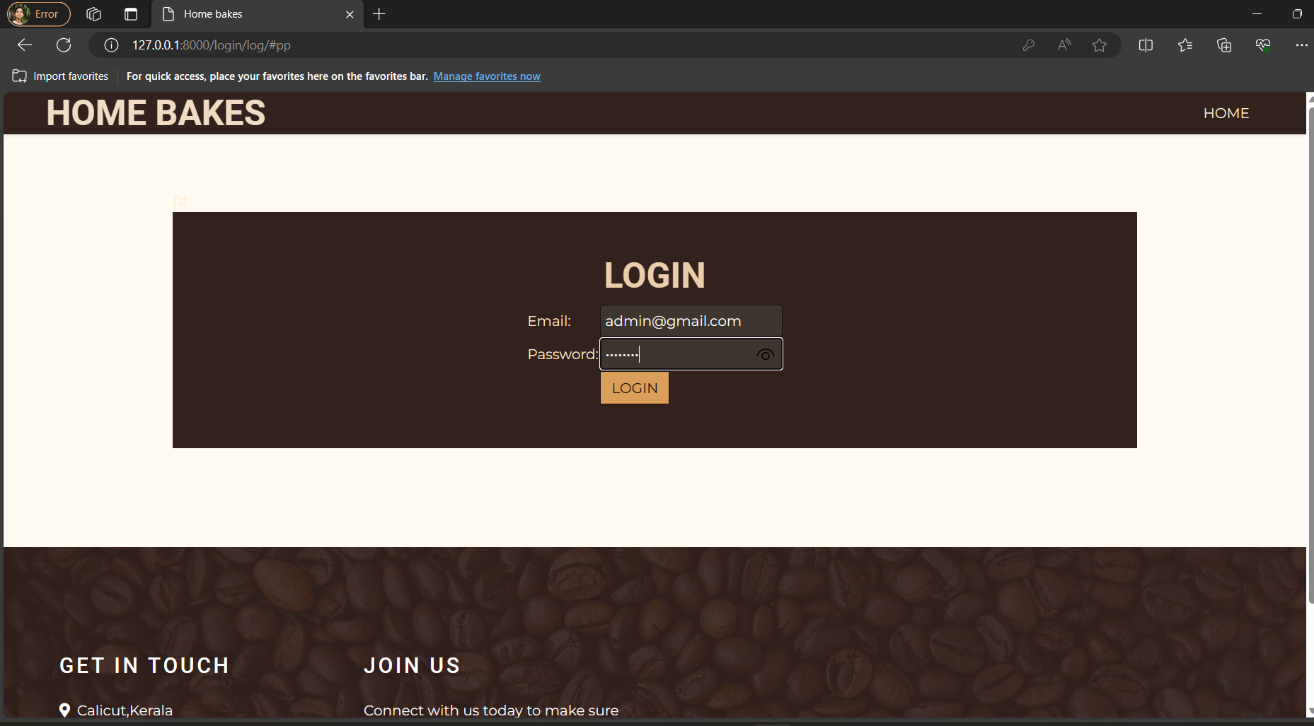 Error
Home bakes
127.0.0.1:8000/login/log/#pp
Import favorites
For quick access, place your favorites here on the favorites bar. Manage favorites now
HOME BAKES
HOME
LOGIN
Email: admin@gmail.com
Password: ••••••••
LOGIN
GET IN TOUCH
JOIN US
Calicut,Kerala
Connect with us today to make sure